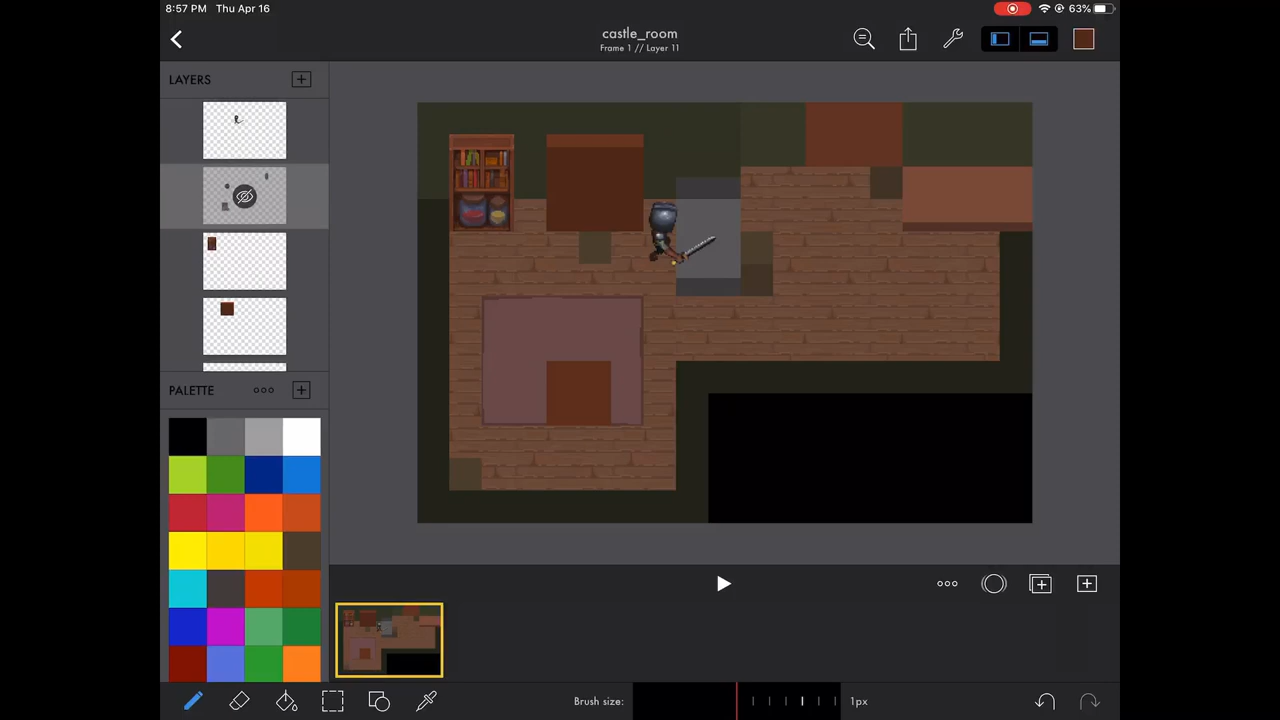 8:57 PM Thu Apr 16
63%
castle_room
Frame 1 // Layer 11
LAYERS
PALETTE
Brush size:
1px